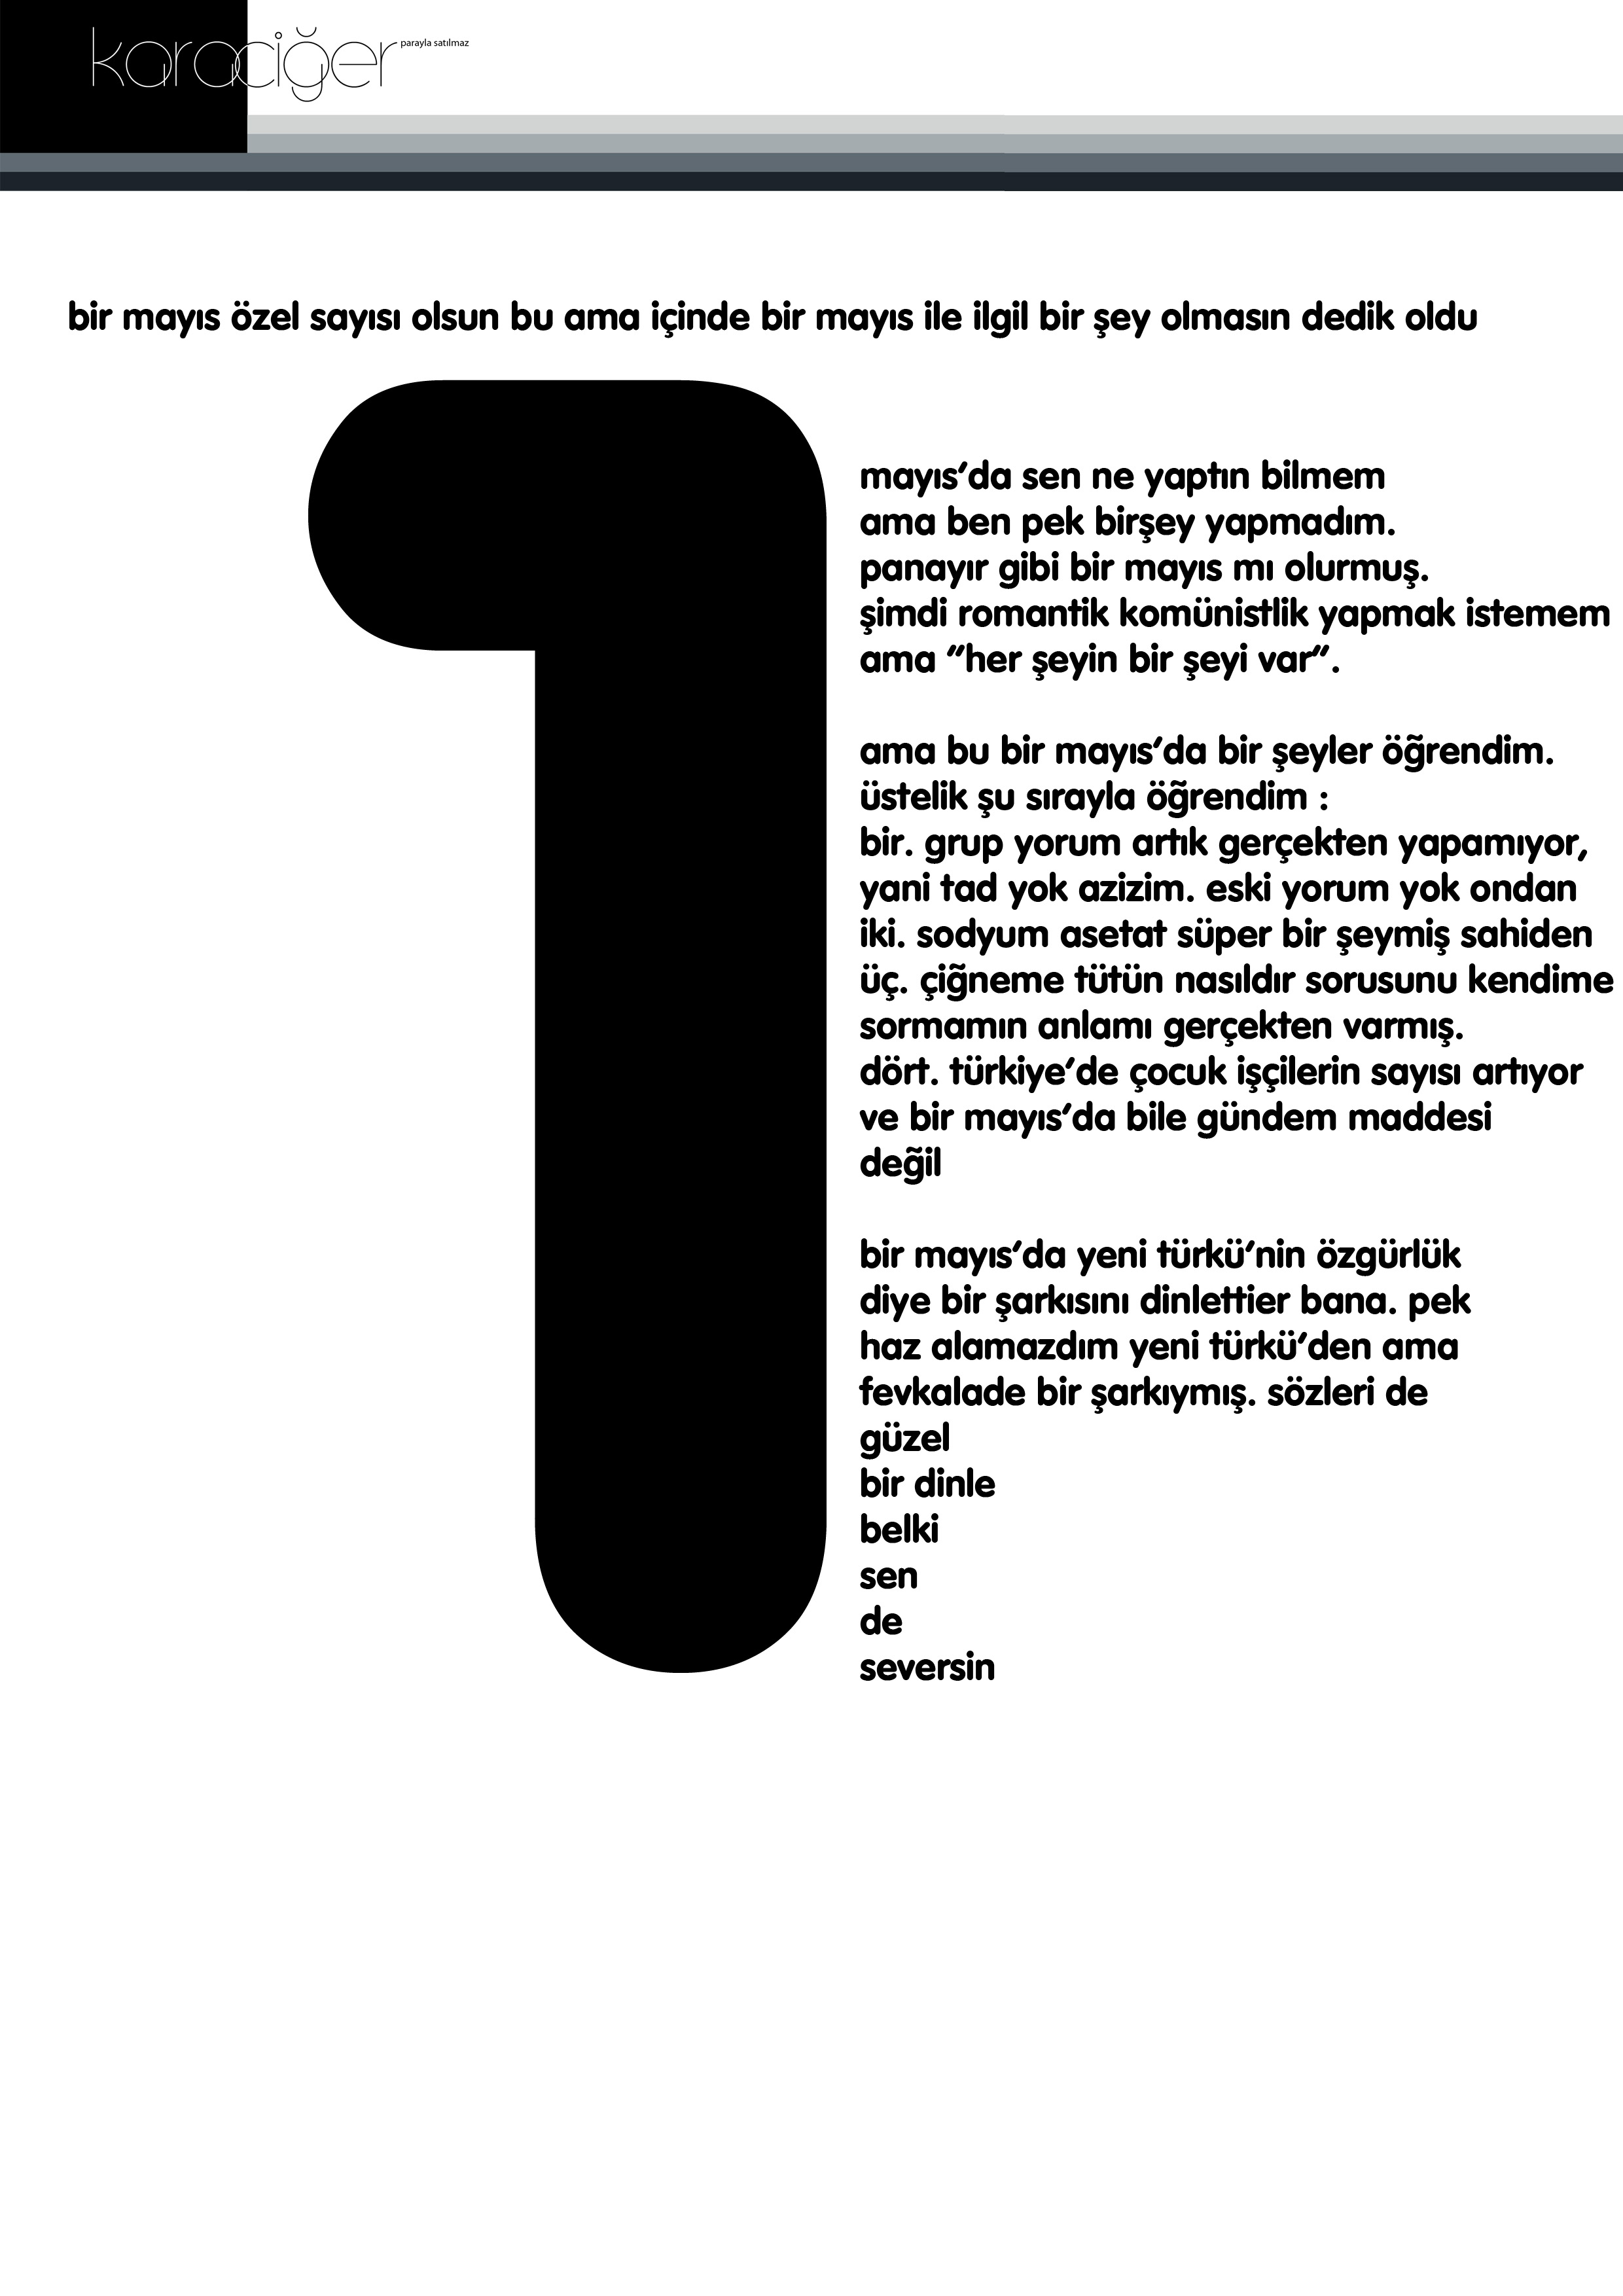 karaciğer
parayla satılmaz
bir mayıs özel sayısı olsun bu ama içinde bir mayıs ile ilgil bir şey olmasın dedik oldu
1
mayıs'da sen ne yaptın bilmem
ama ben pek birşey yapmadım.
panayır gibi bir mayıs mı olurmuş.
şimdi romantik komünistlik yapmak istemem
ama "her şeyin bir şeyi var".
ama bu bir mayıs'da bir şeyler öğrendim.
üstelik şu sırayla öğrendim :
bir. grup yorum artık gerçekten yapamıyor,
yani tad yok azizim. eski yorum yok ondan
iki. sodyum asetat süper bir şeymiş sahiden
üç. çiğneme tütün nasıldır sorusunu kendime
sormamın anlamı gerçekten varmış.
dört. türkiye'de çocuk işçilerin sayısı artıyor
ve bir mayıs'da bile gündem maddesi
değil
bir mayıs'da yeni türkü'nin özgürlük
diye bir şarkısını dinlettier bana. pek
haz alamazdım yeni türkü'den ama
fevkalade bir şarkıymış. sözleri de
güzel
bir dinle
belki
sen
de
seversin